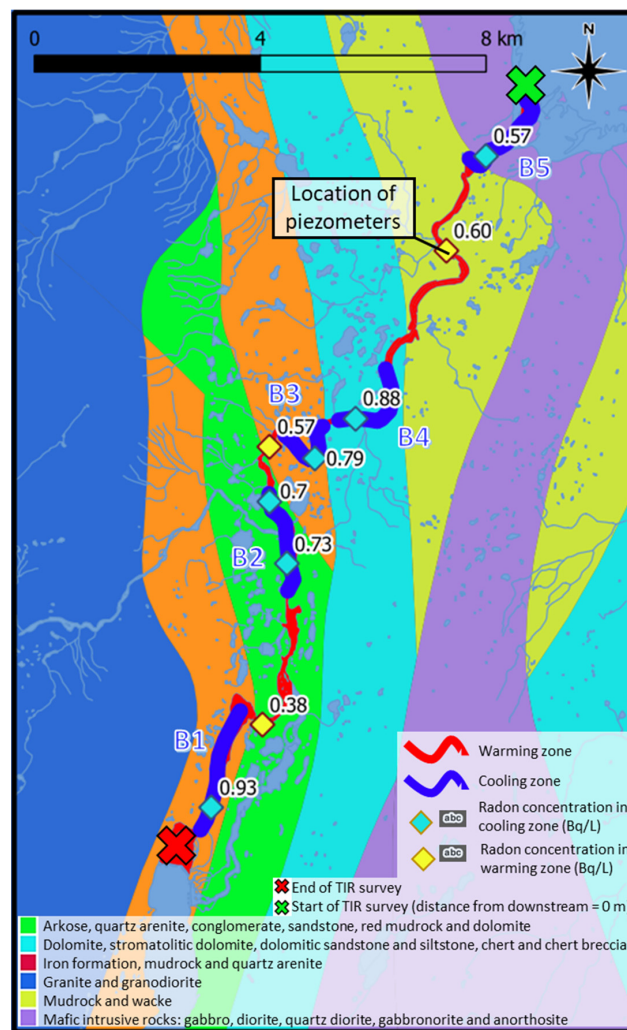 0 4 8 km
N
0.57
B5
Location of
piezometers
0.60
0.88
B3
B4
0.57
0.79
0.7
0.73
B2
0.38
B1
0.93
Warming zone
Cooling zone
abc
Radon concentration in
cooling zone (Bq/L)
abc
Radon concentration in
warming zone (Bq/L)
End of TIR survey
Start of TIR survey (distance from downstream = 0 m
Arkose, quartz arenite, conglomerate, sandstone, red mudrock and dolomite
Dolomite, stromatolitic dolomite, dolomitic sandstone and siltstone, chert and chert breccia
Iron formation, mudrock and quartz arenite
Granite and granodiorite
Mudrock and wacke
Mafic intrusive rocks: gabbro, diorite, quartz diorite, gabbronorite and anorthosite